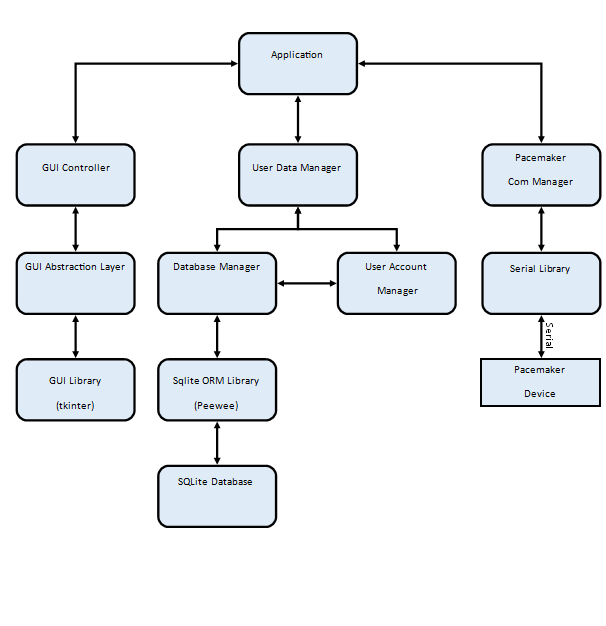 Application
GUI Controller
User Data Manager
Pacemaker
Com Manager
GUI Abstraction Layer
Database Manager
User Account
Manager
Serial Library
Serial
GUI Library
(tkinter)
Sqlite ORM Library
(Peewee)
Pacemaker
Device
SQLite Database